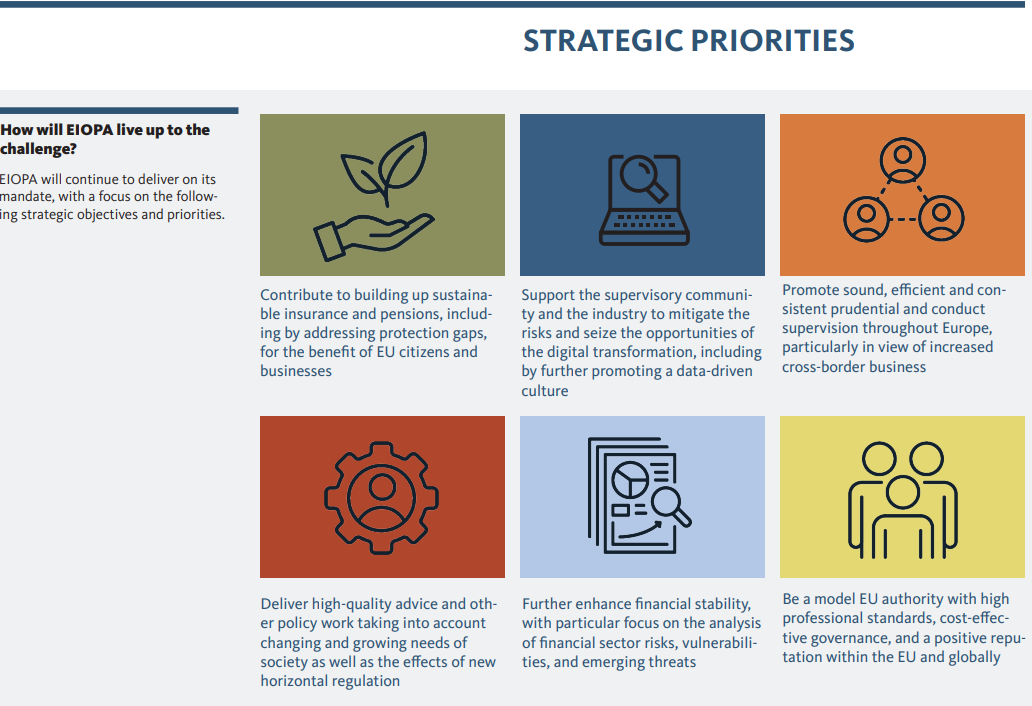 STRATEGIC PRIORITIES
How will EIOPA live up to the
challenge?
EIOPA will continue to deliver on its
mandate, with a focus on the follow-
ing strategic objectives and priorities.
Contribute to building up sustaina-
ble insurance and pensions, includ-
ing by addressing protection gaps,
for the benefit of EU citizens and
businesses
Support the supervisory communi-
ty and the industry to mitigate the
risks and seize the opportunities of
the digital transformation, including
by further promoting a data-driven
culture
Promote sound, efficient and con-
sistent prudential and conduct
supervision throughout Europe,
particularly in view of increased
cross-border business
Deliver high-quality advice and oth-
er policy work taking into account
changing and growing needs of
society as well as the effects of new
horizontal regulation
Further enhance financial stability,
with particular focus on the analysis
of financial sector risks, vulnerabili-
ties, and emerging threats
Be a model EU authority with high
professional standards, cost-effec-
tive governance, and a positive repu-
tation within the EU and globally